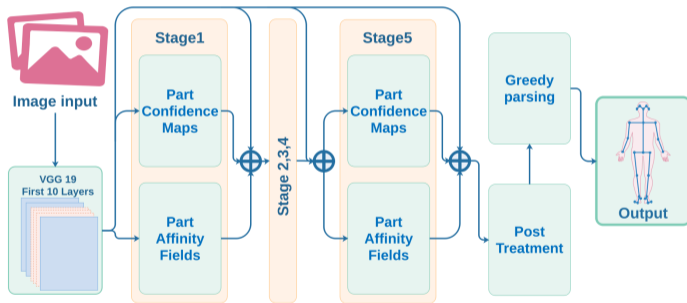 Image input
VGG 19
First 10 Layers
Stage1
Part
Confidence
Maps
Part
Affinity
Fields
Stage 2,3,4
Stage5
Part
Confidence
Maps
Part
Affinity
Fields
Greedy
parsing
Post
Treatment
Output